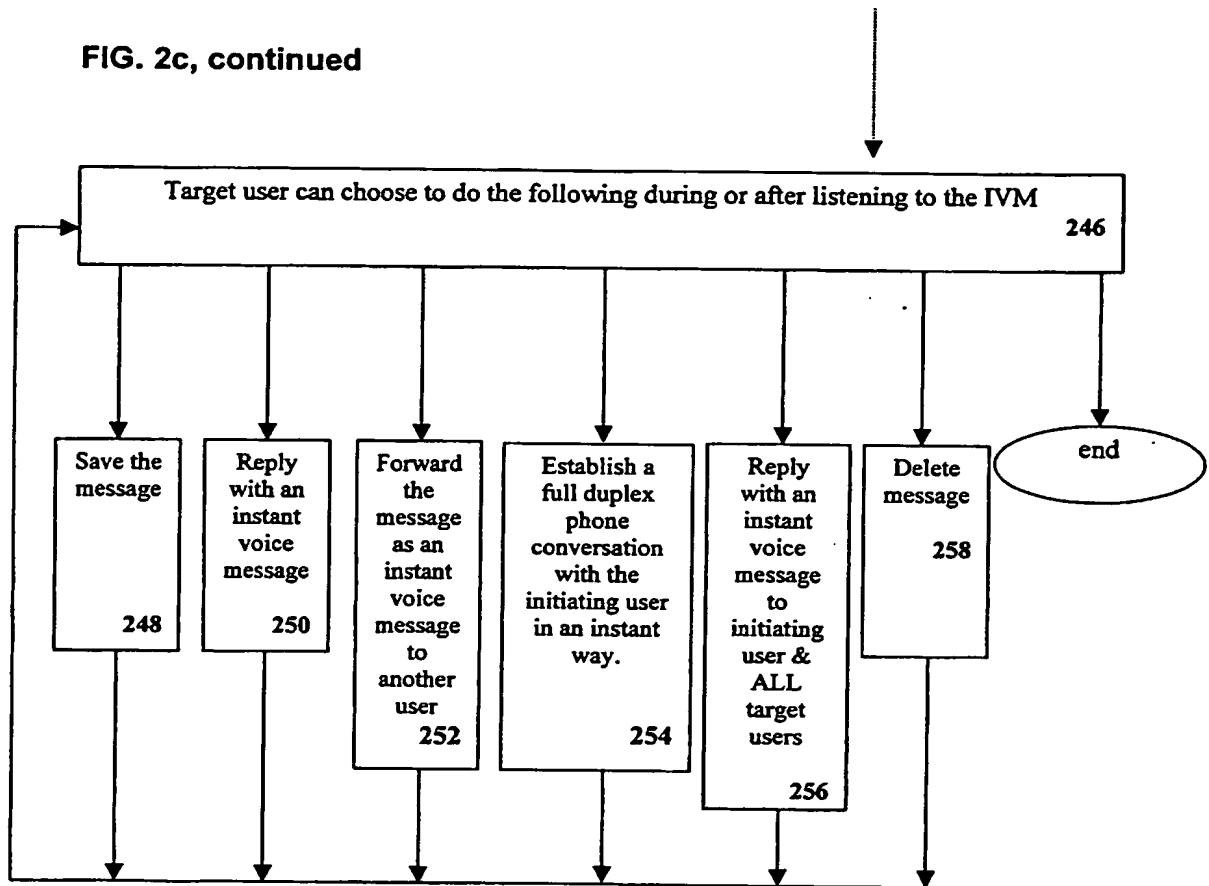 FIG. 2c, continued
Target user can choose to do the following during or after listening to the IVM
246
Save the
message
248
Reply
with an
instant
voice
message
250
Forward
the
message
as an
instant
voice
message
to
another
user
252
Establish a
full duplex
phone
conversation
with the
initiating user
in an instant
way.
254
Reply
with an
instant
voice
message
to
initiating
user &
ALL
target
users
256
Delete
message
258
end